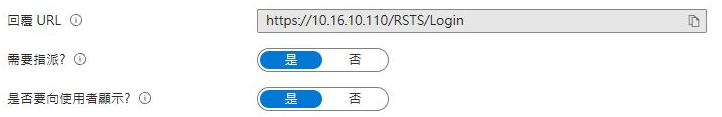 回覆 URL
https://10.16.10.110/RSTS/Login
需要指派?
是 否
是否要向使用者顯示?
是 否